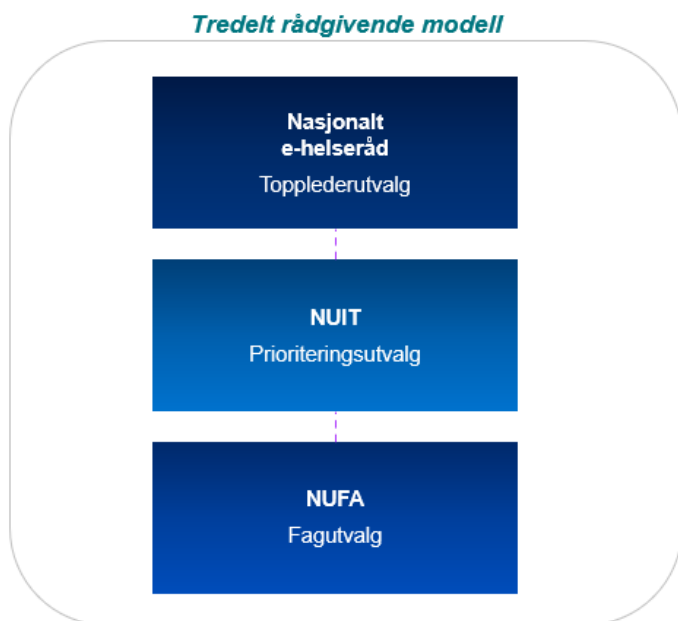 Tredelt rådgivende modell
Nasjonalt
e-helseråd
Topplederutvalg
NUIT
Prioriteringsutvalg
NUFA
Fagutvalg